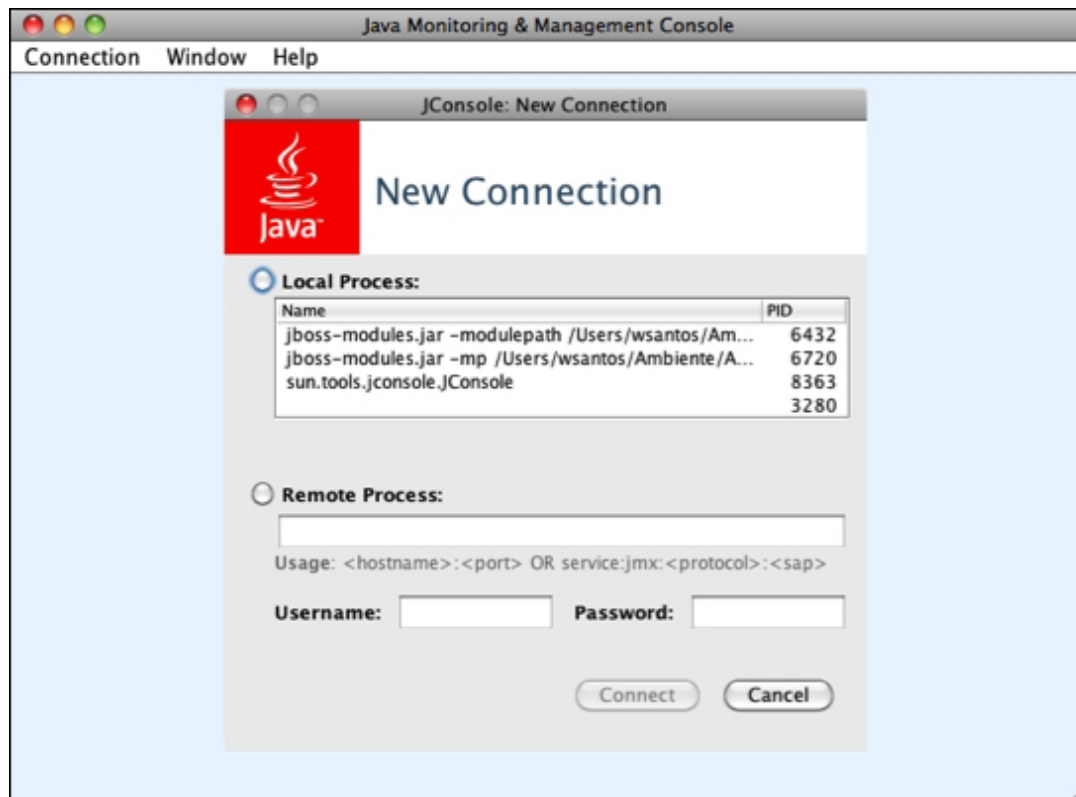 Java Monitoring & Management Console
Connection Window Help
JConsole: New Connection
Java™
New Connection
Local Process:
Name PID
jboss-modules.jar -modulepath /Users/wsantos/Am... 6432
jboss-modules.jar -mp /Users/wsantos/Ambiente/A... 6720
sun.tools.jconsole.JConsole 8363
3280
Remote Process:
Usage: <hostname>:<port> OR service:jmx:<protocol>:<sap>
Username: Password:
Connect Cancel